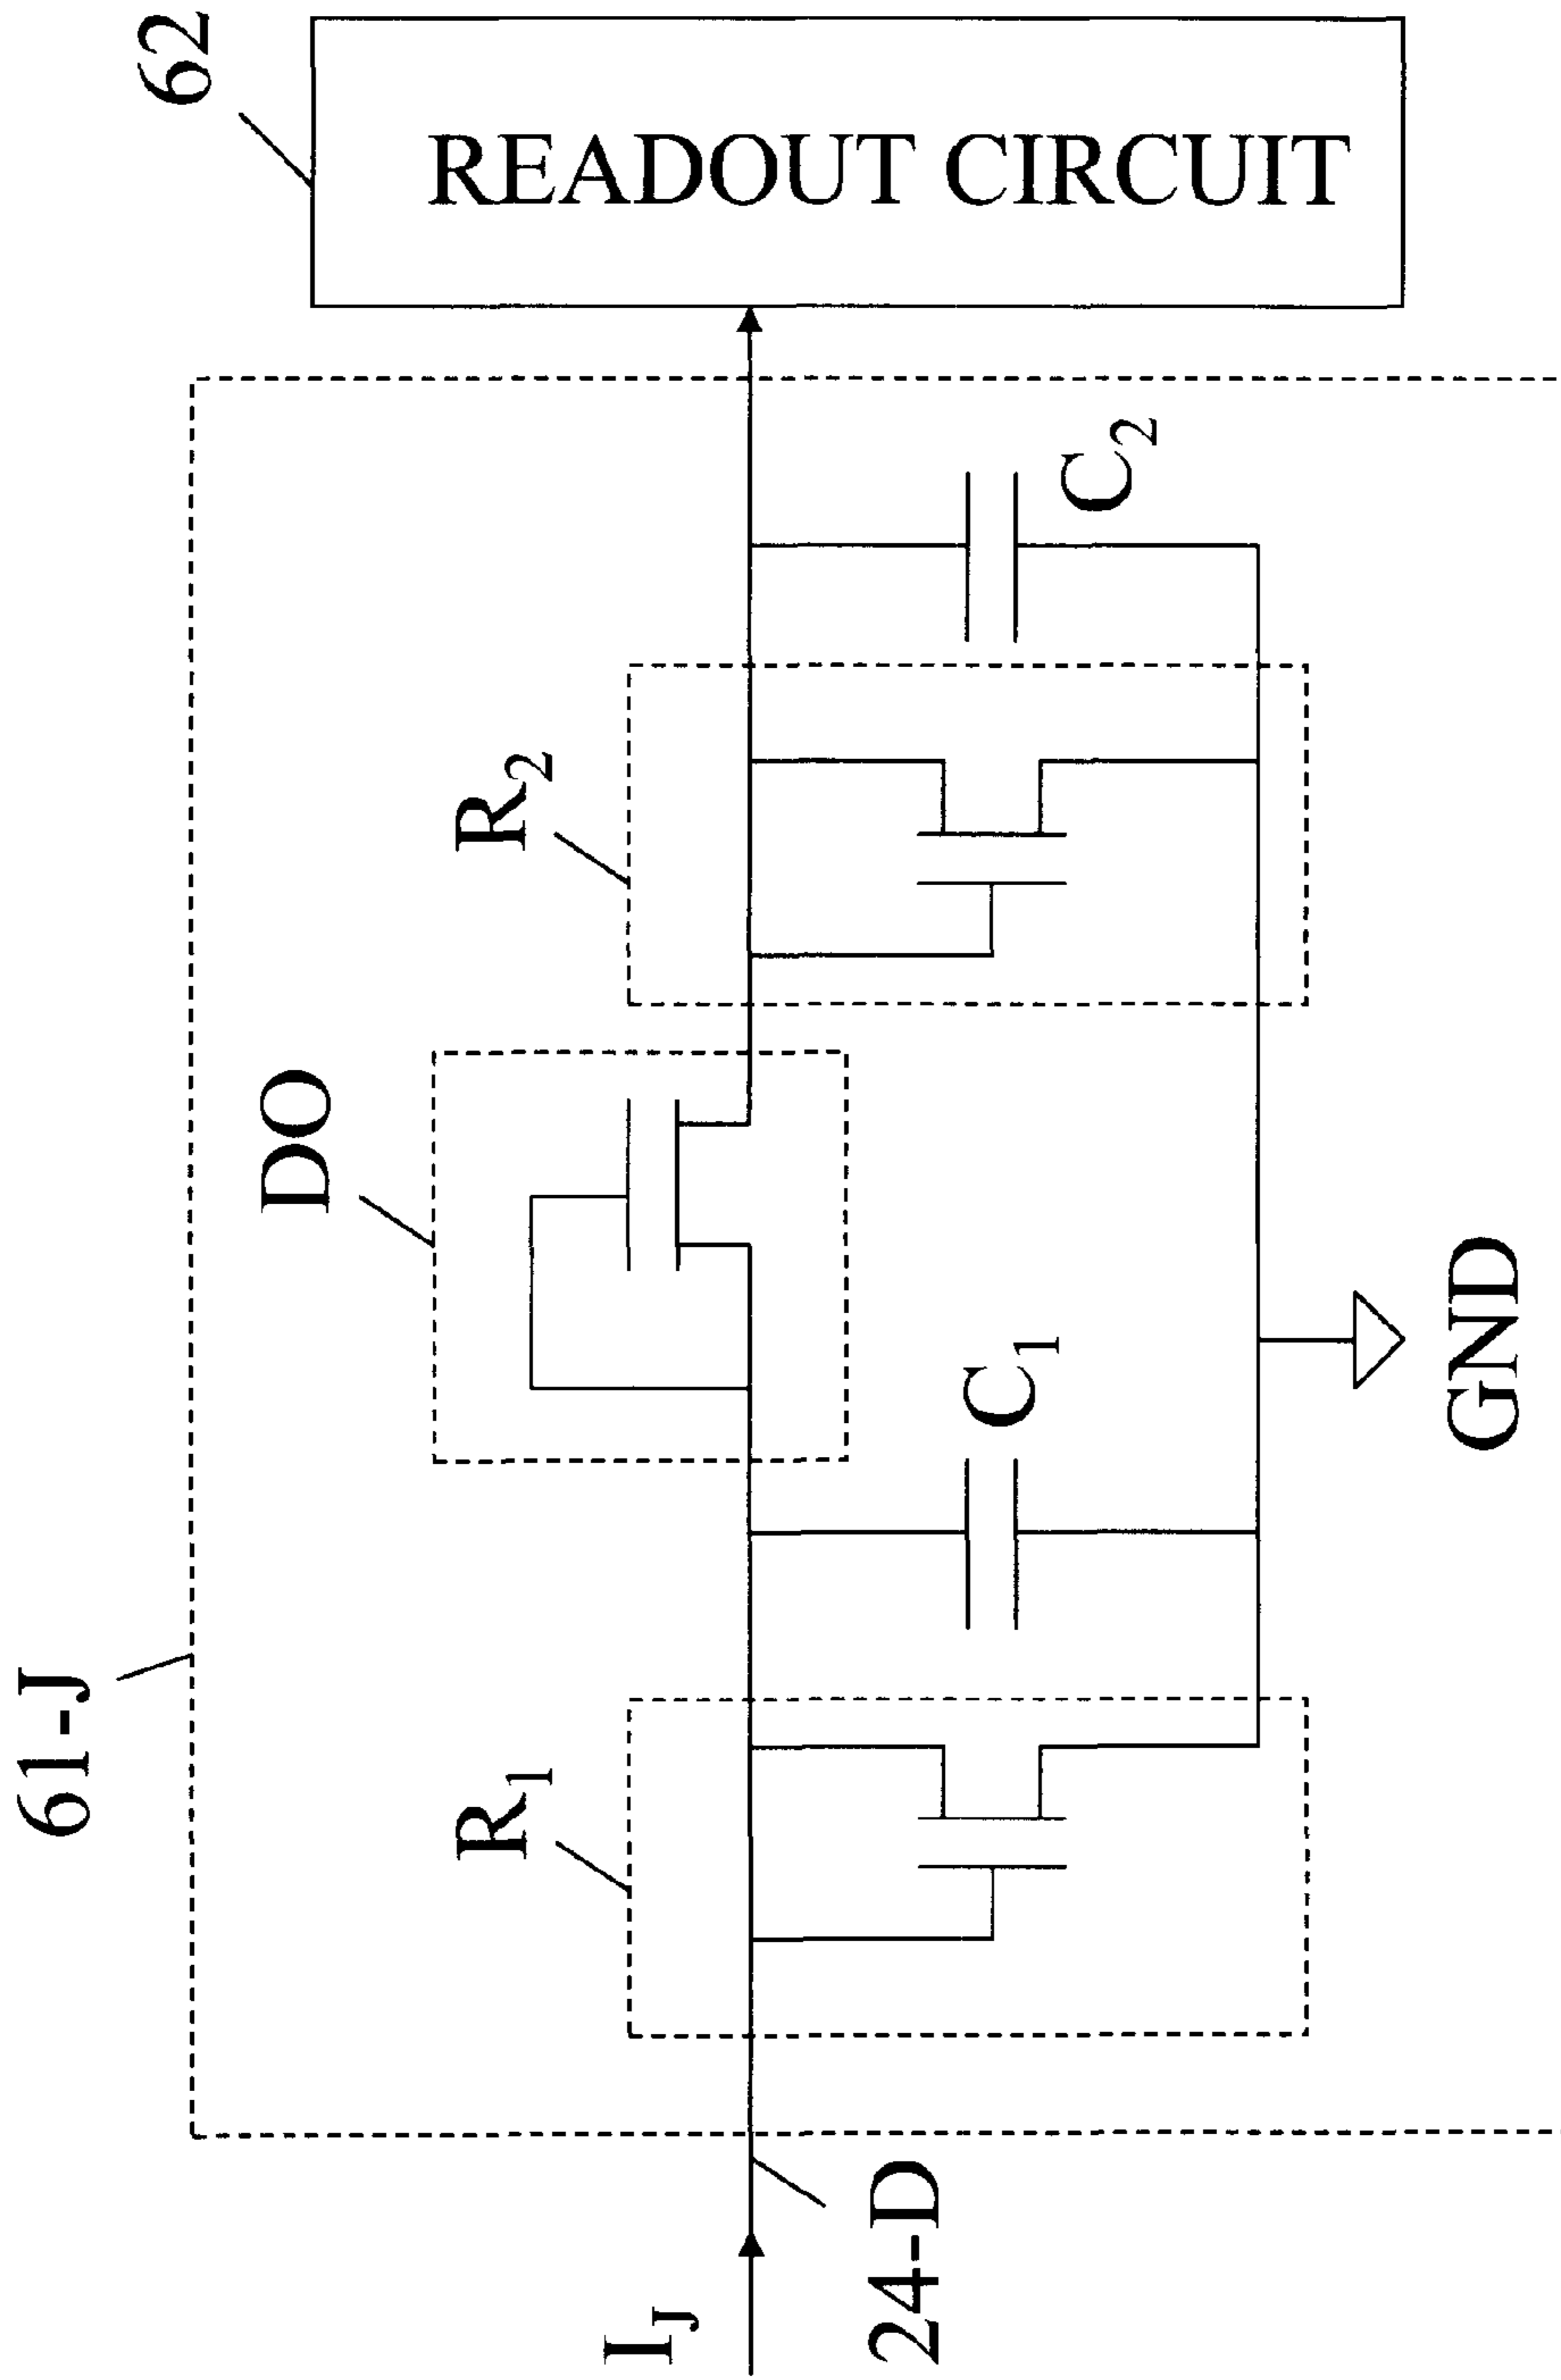 61-J
62
DO
R1
R2
READOUT CIRCUIT
IJ
24-D
C1
C2
GND